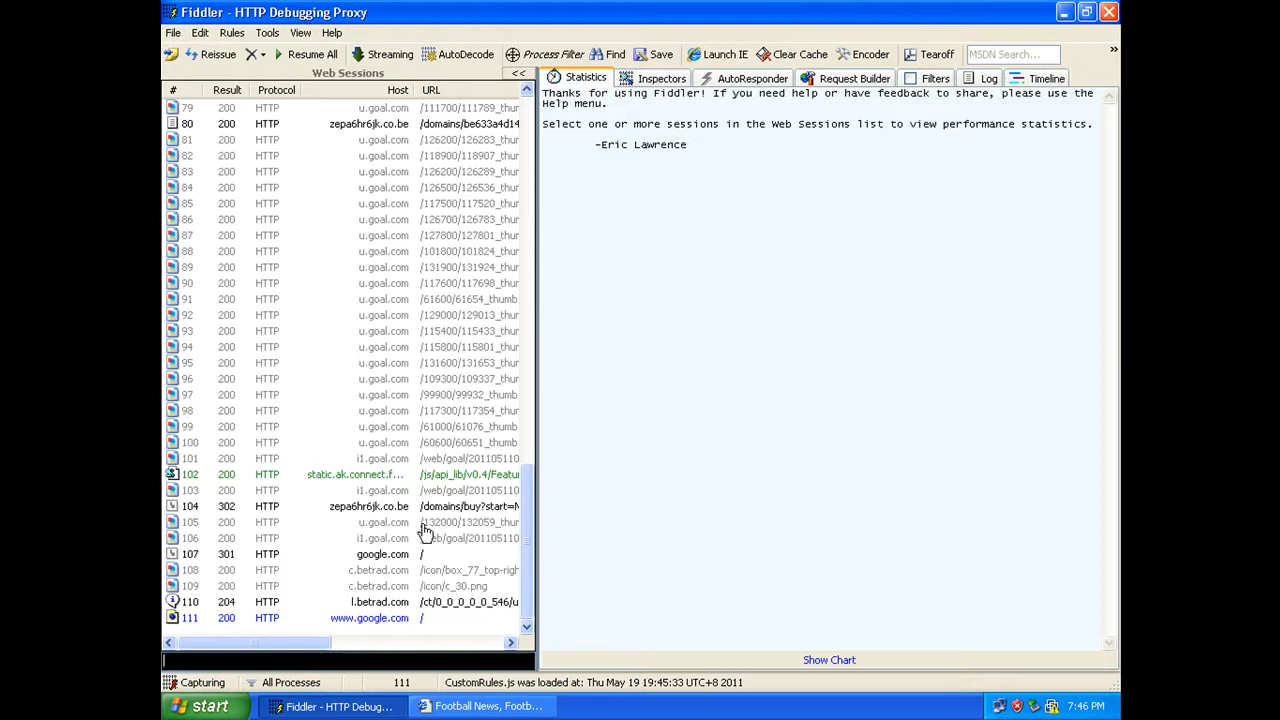 Fiddler - HTTP Debugging Proxy
File Edit Rules Tools View Help
Reissue Resume All Streaming AutoDecode Process Filter Find Save Launch IE Clear Cache Encoder Tearoff MSDN Search... »
Web Sessions <<
Statistics Inspectors AutoResponder Request Builder Filters Log Timeline
# Result Protocol Host URL
79 200 HTTP u.goal.com /111700/111789_thur
80 200 HTTP zepa6hr6jk.co.be /domains/be633a4d14
81 200 HTTP u.goal.com /126200/126283_thur
82 200 HTTP u.goal.com /118900/118907_thur
83 200 HTTP u.goal.com /126200/126289_thur
84 200 HTTP u.goal.com /126500/126536_thur
85 200 HTTP u.goal.com /117500/117520_thur
86 200 HTTP u.goal.com /126700/126783_thur
87 200 HTTP u.goal.com /127800/127801_thur
88 200 HTTP u.goal.com /101800/101824_thur
89 200 HTTP u.goal.com /131900/131924_thur
90 200 HTTP u.goal.com /117600/117698_thur
91 200 HTTP u.goal.com /61600/61654_thumb
92 200 HTTP u.goal.com /129000/129013_thur
93 200 HTTP u.goal.com /115400/115433_thur
94 200 HTTP u.goal.com /115800/115801_thur
95 200 HTTP u.goal.com /131600/131653_thur
96 200 HTTP u.goal.com /109300/109337_thur
97 200 HTTP u.goal.com /99900/99932_thumb
98 200 HTTP u.goal.com /117300/117354_thur
99 200 HTTP u.goal.com /61000/61076_thumb
100 200 HTTP u.goal.com /60600/60651_thumb
101 200 HTTP i1.goal.com /web/goal/201105110
102 200 HTTP static.ak.connect.f... /js/api_lib/v0.4/Featur
103 200 HTTP i1.goal.com /web/goal/201105110
104 302 HTTP zepa6hr6jk.co.be /domains/buy?start=N
105 200 HTTP u.goal.com /132000/132059_thur
106 200 HTTP i1.goal.com /web/goal/201105110
107 301 HTTP google.com /
108 200 HTTP c.betrad.com /icon/box_77_top-righ
109 200 HTTP c.betrad.com /icon/c_30.png
110 204 HTTP l.betrad.com /ct/0_0_0_0_0_546/u
111 200 HTTP www.google.com /
Thanks for using Fiddler! If you need help or have feedback to share, please use the
Help menu.
Select one or more sessions in the Web Sessions list to view performance statistics.
-Eric Lawrence
Show Chart
Capturing All Processes 111 CustomRules.js was loaded at: Thu May 19 19:45:33 UTC+8 2011
start Fiddler - HTTP Debug... Football News, Footb... 7:46 PM